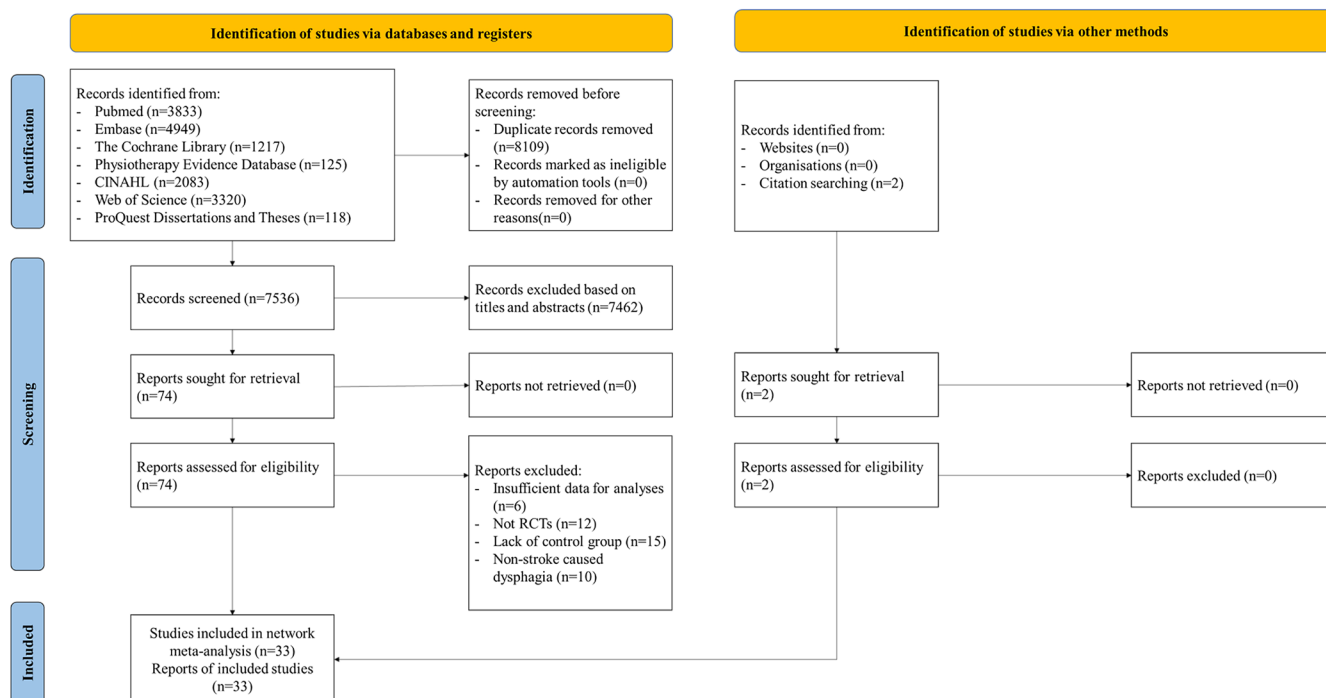 Identification of studies via databases and registers
Identification of studies via other methods
Identification
Records identified from:
- Pubmed (n=3833)
- Embase (n=4949)
- The Cochrane Library (n=1217)
- Physiotherapy Evidence Database (n=125)
- CINAHL (n=2083)
- Web of Science (n=3320)
- ProQuest Dissertations and Theses (n=118)
Records removed before
screening:
- Duplicate records removed
(n=8109)
- Records marked as ineligible
by automation tools (n=0)
- Records removed for other
reasons(n=0)
Records identified from:
- Websites (n=0)
- Organisations (n=0)
- Citation searching (n=2)
Screening
Records screened (n=7536)
Records excluded based on
titles and abstracts (n=7462)
Reports sought for retrieval
(n=74)
Reports not retrieved (n=0)
Reports sought for retrieval
(n=2)
Reports not retrieved (n=0)
Reports assessed for eligibility
(n=74)
Reports excluded:
- Insufficient data for analyses
(n=6)
- Not RCTs (n=12)
- Lack of control group (n=15)
- Non-stroke caused
dysphagia (n=10)
Reports assessed for eligibility
(n=2)
Reports excluded (n=0)
Included
Studies included in network
meta-analysis (n=33)
Reports of included studies
(n=33)